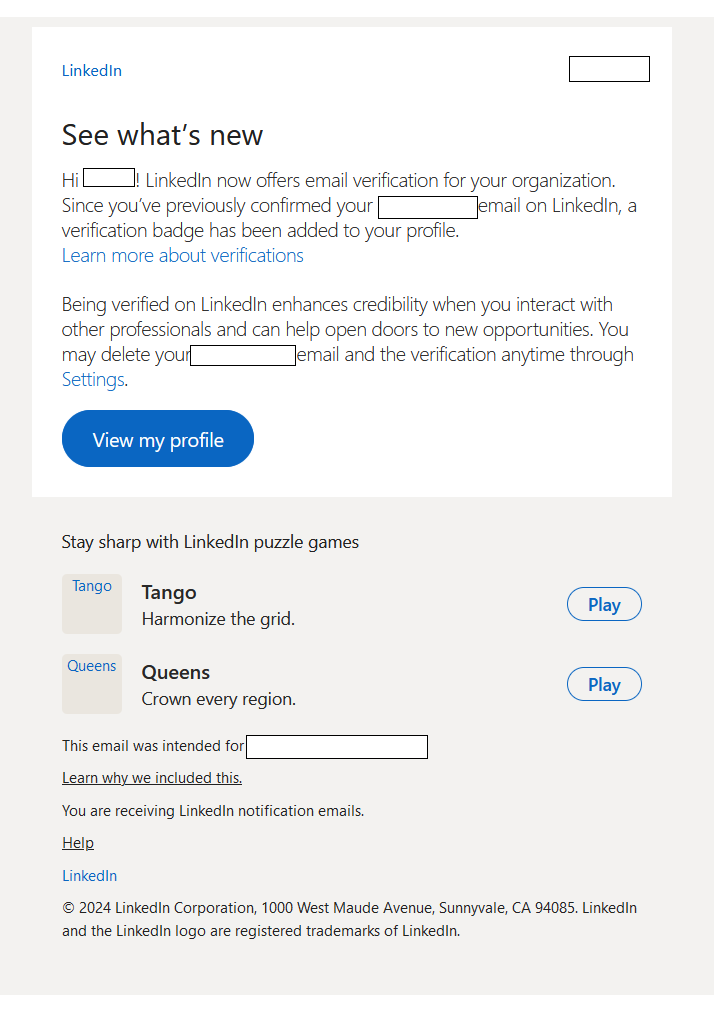 LinkedIn
See what's new
Hi ! LinkedIn now offers email verification for your organization.
Since you've previously confirmed your email on LinkedIn, a
verification badge has been added to your profile.
Learn more about verifications
Being verified on LinkedIn enhances credibility when you interact with
other professionals and can help open doors to new opportunities. You
may delete your email and the verification anytime through
Settings.
View my profile
Stay sharp with LinkedIn puzzle games
Tango
Tango
Harmonize the grid.
Play
Queens
Queens
Crown every region.
Play
This email was intended for
Learn why we included this.
You are receiving LinkedIn notification emails.
Help
LinkedIn
© 2024 LinkedIn Corporation, 1000 West Maude Avenue, Sunnyvale, CA 94085. LinkedIn
and the LinkedIn logo are registered trademarks of LinkedIn.